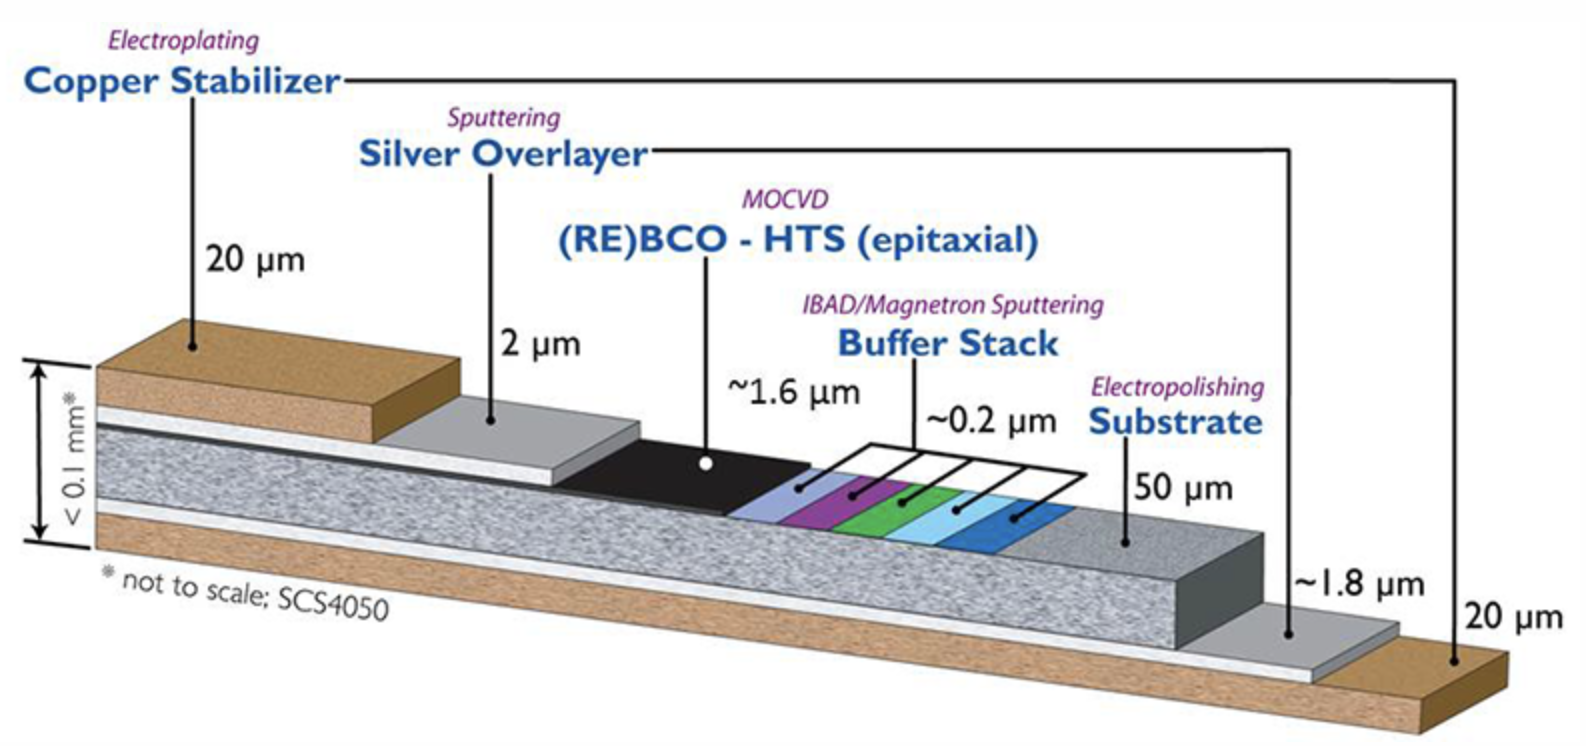 Electroplating
Copper Stabilizer
Sputtering
Silver Overlayer
MOCVD
(RE)BCO - HTS (epitaxial)
20 µm
IBAD/Magnetron Sputtering
Buffer Stack
2 µm
~1.6 µm
Electropolishing
Substrate
~0.2 µm
50 µm
< 0.1 mm*
~1.8 µm
20 µm
* not to scale; SCS4050